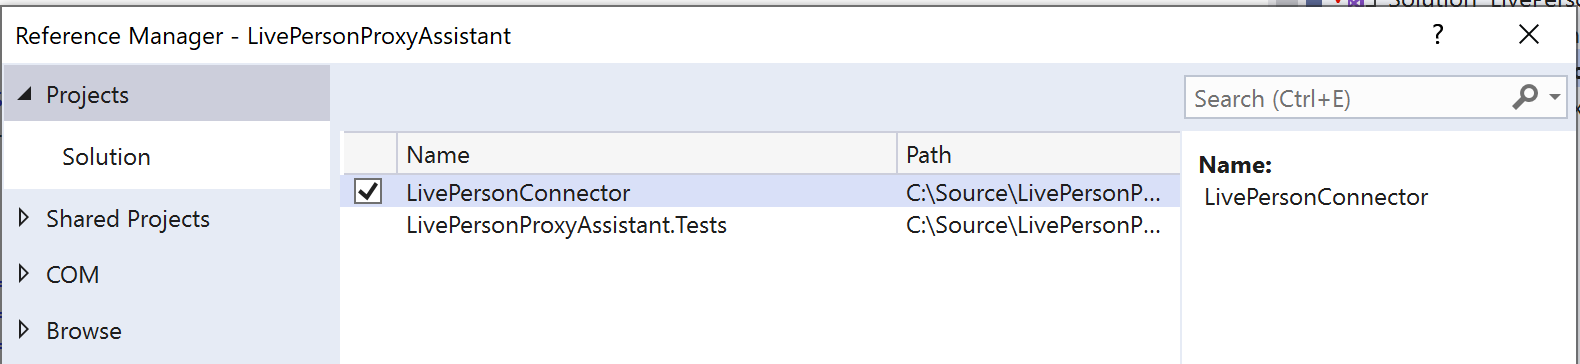 Reference Manager - LivePersonProxyAssistant
?
Projects
Search (Ctrl+E)
Solution
Name Path
Name:
LivePersonConnector C:\Source\LivePersonP...
LivePersonConnector
Shared Projects
LivePersonProxyAssistant.Tests C:\Source\LivePersonP...
COM
Browse